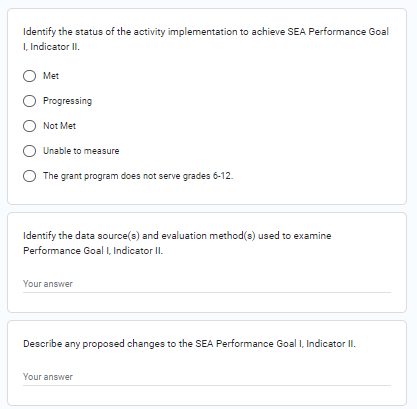 Identify the status of the activity implementation to achieve SEA Performance Goal
I, Indicator II.
Met
Progressing
Not Met
Unable to measure
The grant program does not serve grades 6-12.
Identify the data source(s) and evaluation method(s) used to examine
Performance Goal I, Indicator II.
Your answer
Describe any proposed changes to the SEA Performance Goal I, Indicator II.
Your answer